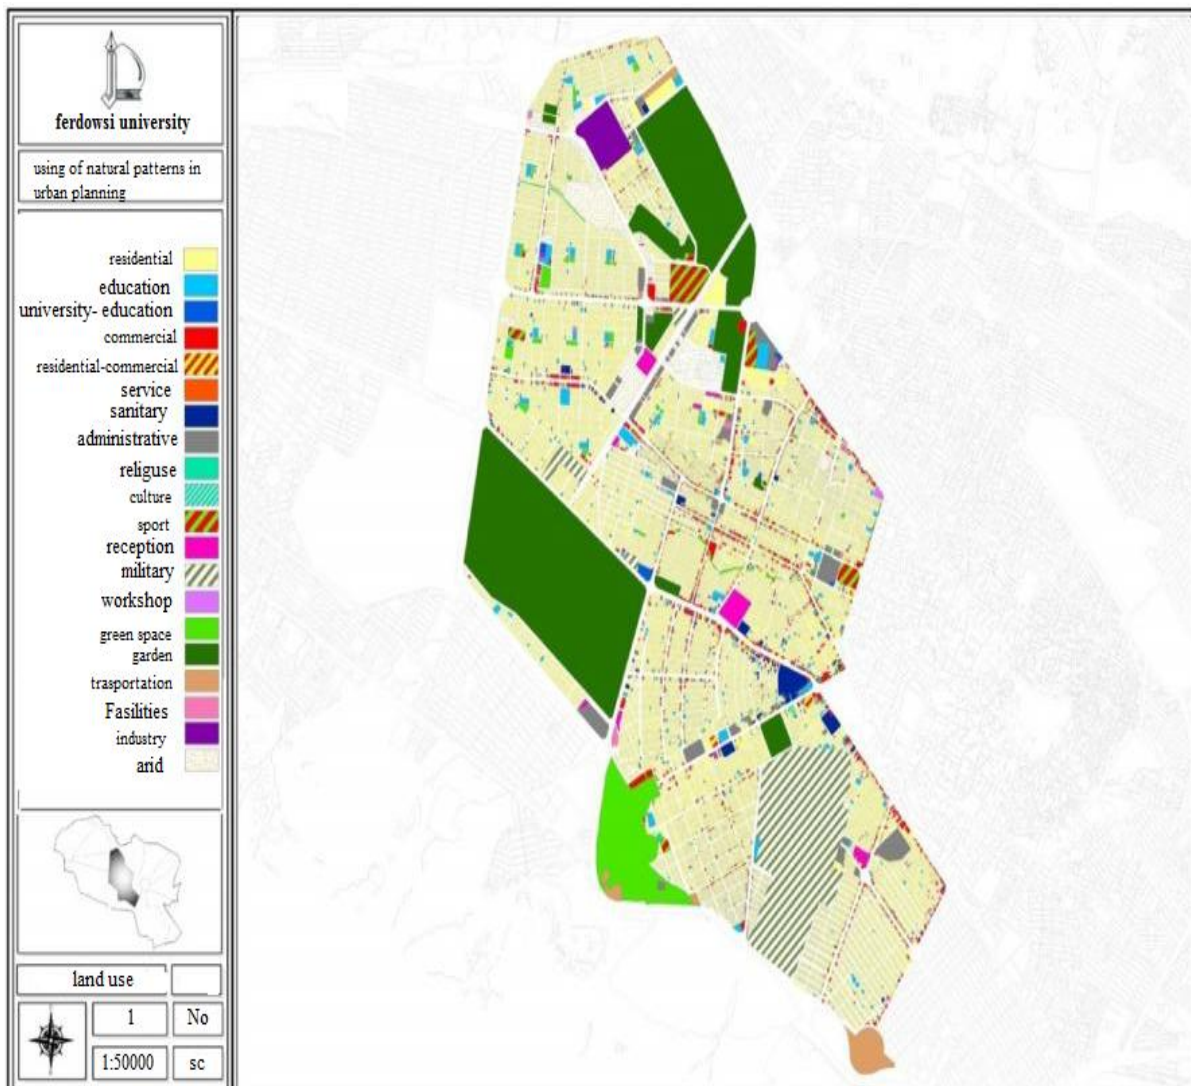 ferdowsi university
using of natural patterns in
urban planning
residential
education
university- education
commercial
residential-commercial
service
sanitary
administrative
religuse
culture
sport
reception
military
workshop
green space
garden
trasportation
Fasilities
industry
arid
land use
1 No
1:50000 sc